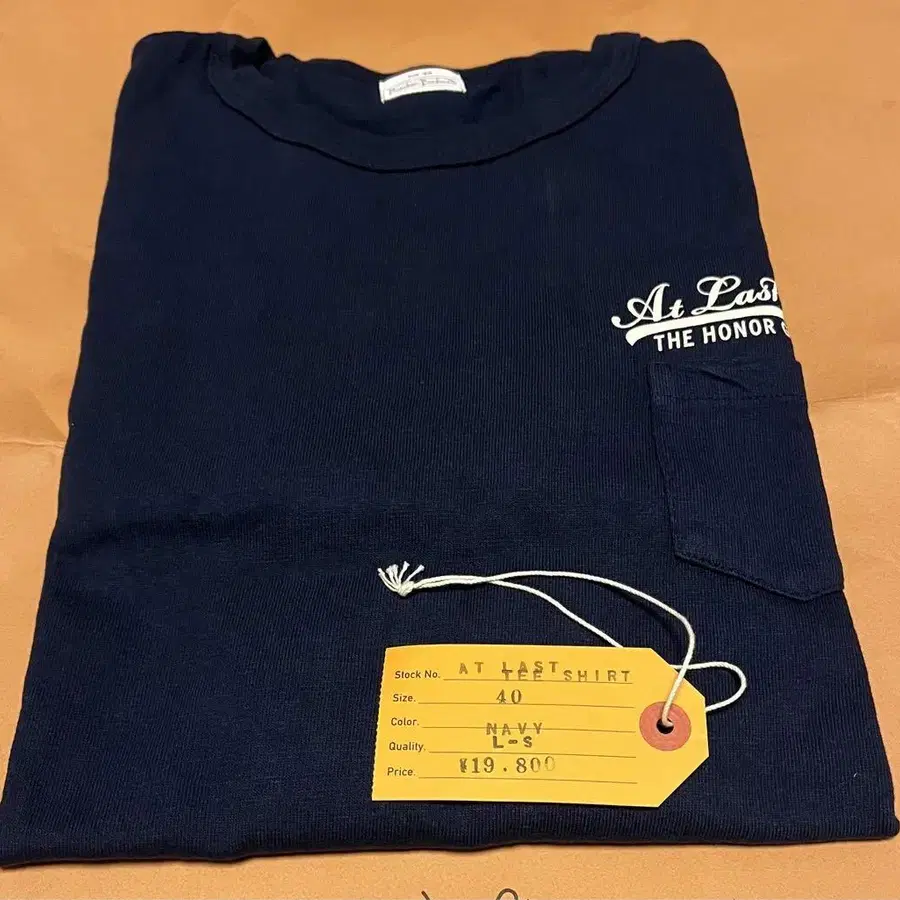 At Last
THE HONOR
Stock No. AT LAST
TEE SHIRT
Size. 40
Color. NAVY
Quality. L-S
Price. ¥19.800